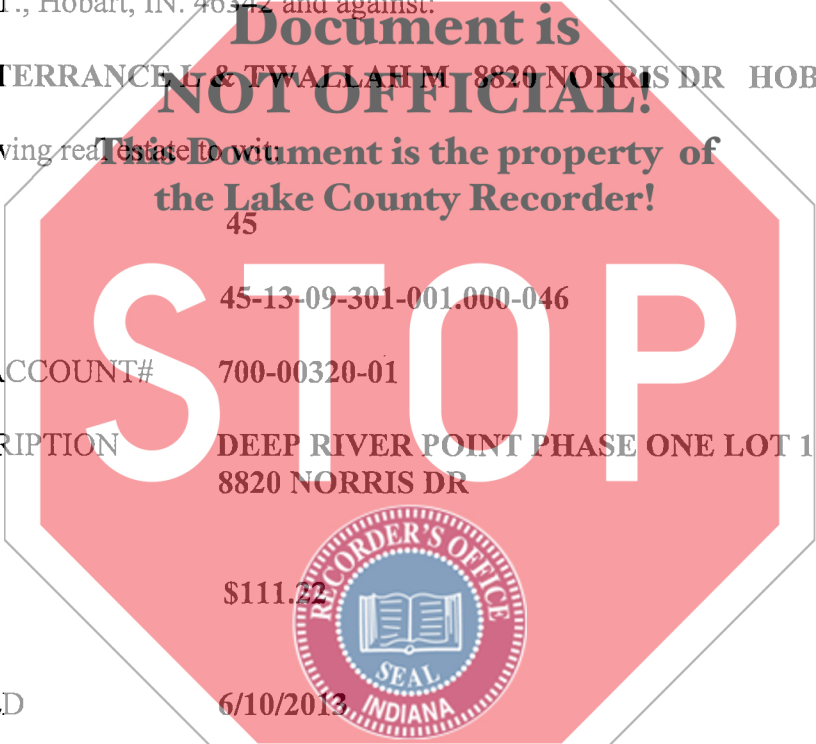 T., Hobart, IN. 46342 and against:
Document is
TERRANCE L & TWALLAH M 8820 NORRIS DR HOB
NOT OFFICIAL!
ving real estate to wit:
This Document is the property of
the Lake County Recorder!
45
45-13-09-301-001.000-046
ACCOUNT# 700-00320-01
RIPTION DEEP RIVER POINT PHASE ONE LOT 1
8820 NORRIS DR
STOP
$111.22
RECORDER'S OFFICE
SEAL
INDIANA
D 6/10/2013